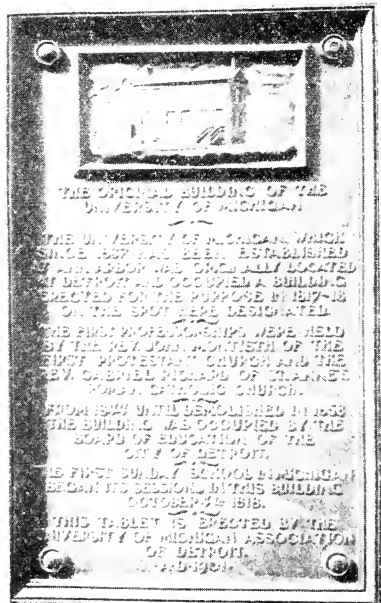 THE ORIGINAL BUILDING OF THE
UNIVERSITY OF MICHIGAN
THE UNIVERSITY OF MICHIGAN, WHICH
SINCE 1837 HAS BEEN ESTABLISHED
AT ANN ARBOR WAS ORIGINALLY LOCATED
AT DETROIT AND OCCUPIED A BUILDING
ERECTED FOR THE PURPOSE IN 1817-18
ON THE SPOT HERE DESIGNATED.
THE FIRST PROFESSORSHIPS WERE HELD
BY THE REV. JOHN MONTIETH OF THE
FIRST PROTESTANT CHURCH AND THE
REV. GABRIEL RICHARD OF ST. ANNE'S
ROMAN CATHOLIC CHURCH.
FROM UNTIL DEMOLISHED IN 1858
THE BUILDING WAS OCCUPIED BY THE
BOARD OF EDUCATION OF THE
CITY OF DETROIT.
THE FIRST SUNDAY SCHOOL IN MICHIGAN
BEGAN ITS SESSIONS IN THIS BUILDING
OCTOBER 4TH 1818.
THIS TABLET IS ERECTED BY THE
UNIVERSITY OF MICHIGAN ASSOCIATION
OF DETROIT.
A.D.